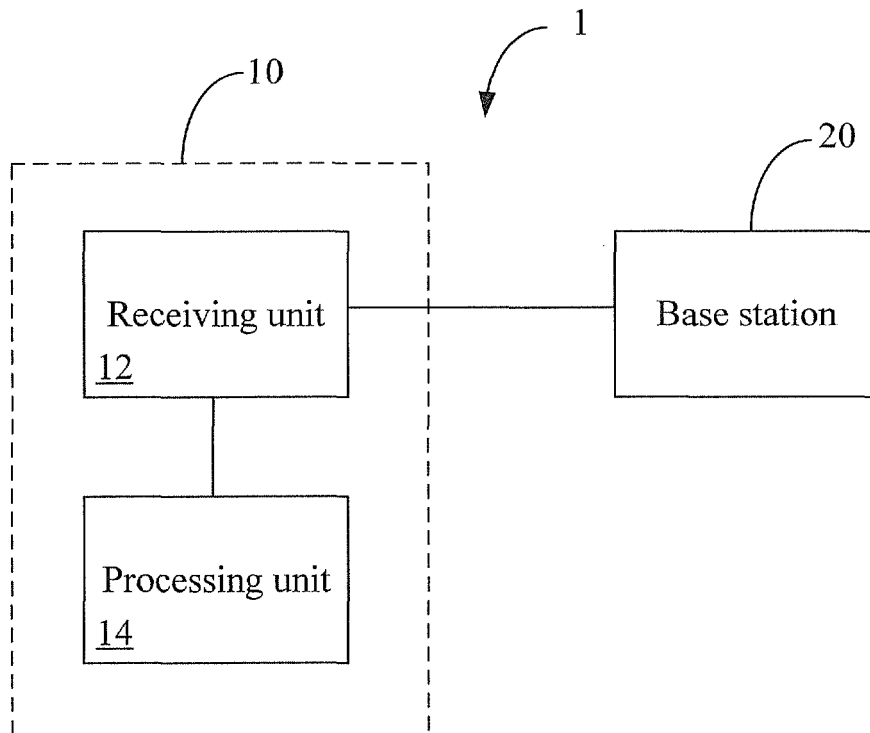 1
10
20
Receiving unit
12
Base station
Processing unit
14